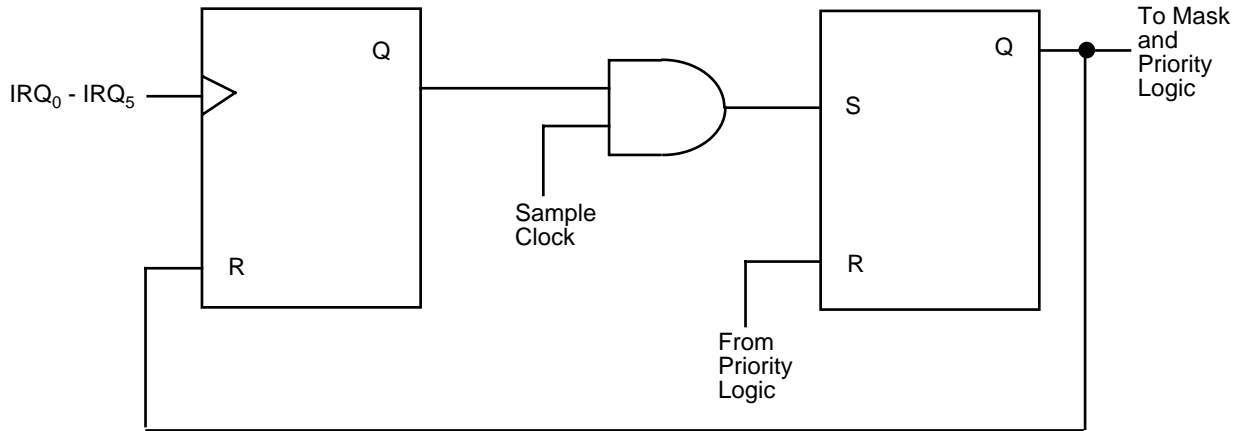 Q
IRQ₀ - IRQ₅
R
Sample
Clock
Q
S
R
From
Priority
Logic
To Mask
and
Priority
Logic